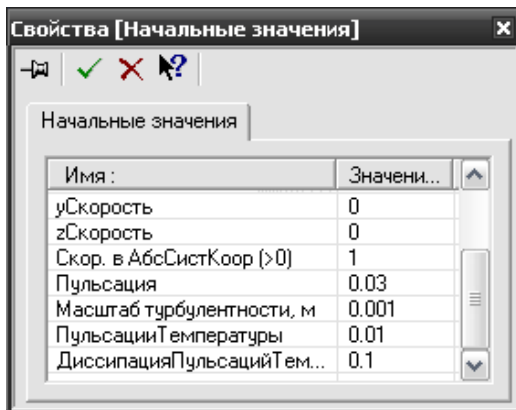 Свойства [Начальные значения]
Начальные значения
Имя : Значени...
yСкорость 0
zСкорость 0
Скор. в АбсСистКоор (>0) 1
Пульсация 0.03
Масштаб турбулентности, м 0.001
ПульсацииТемпературы 0.01
ДиссипацияПульсацийТем... 0.1